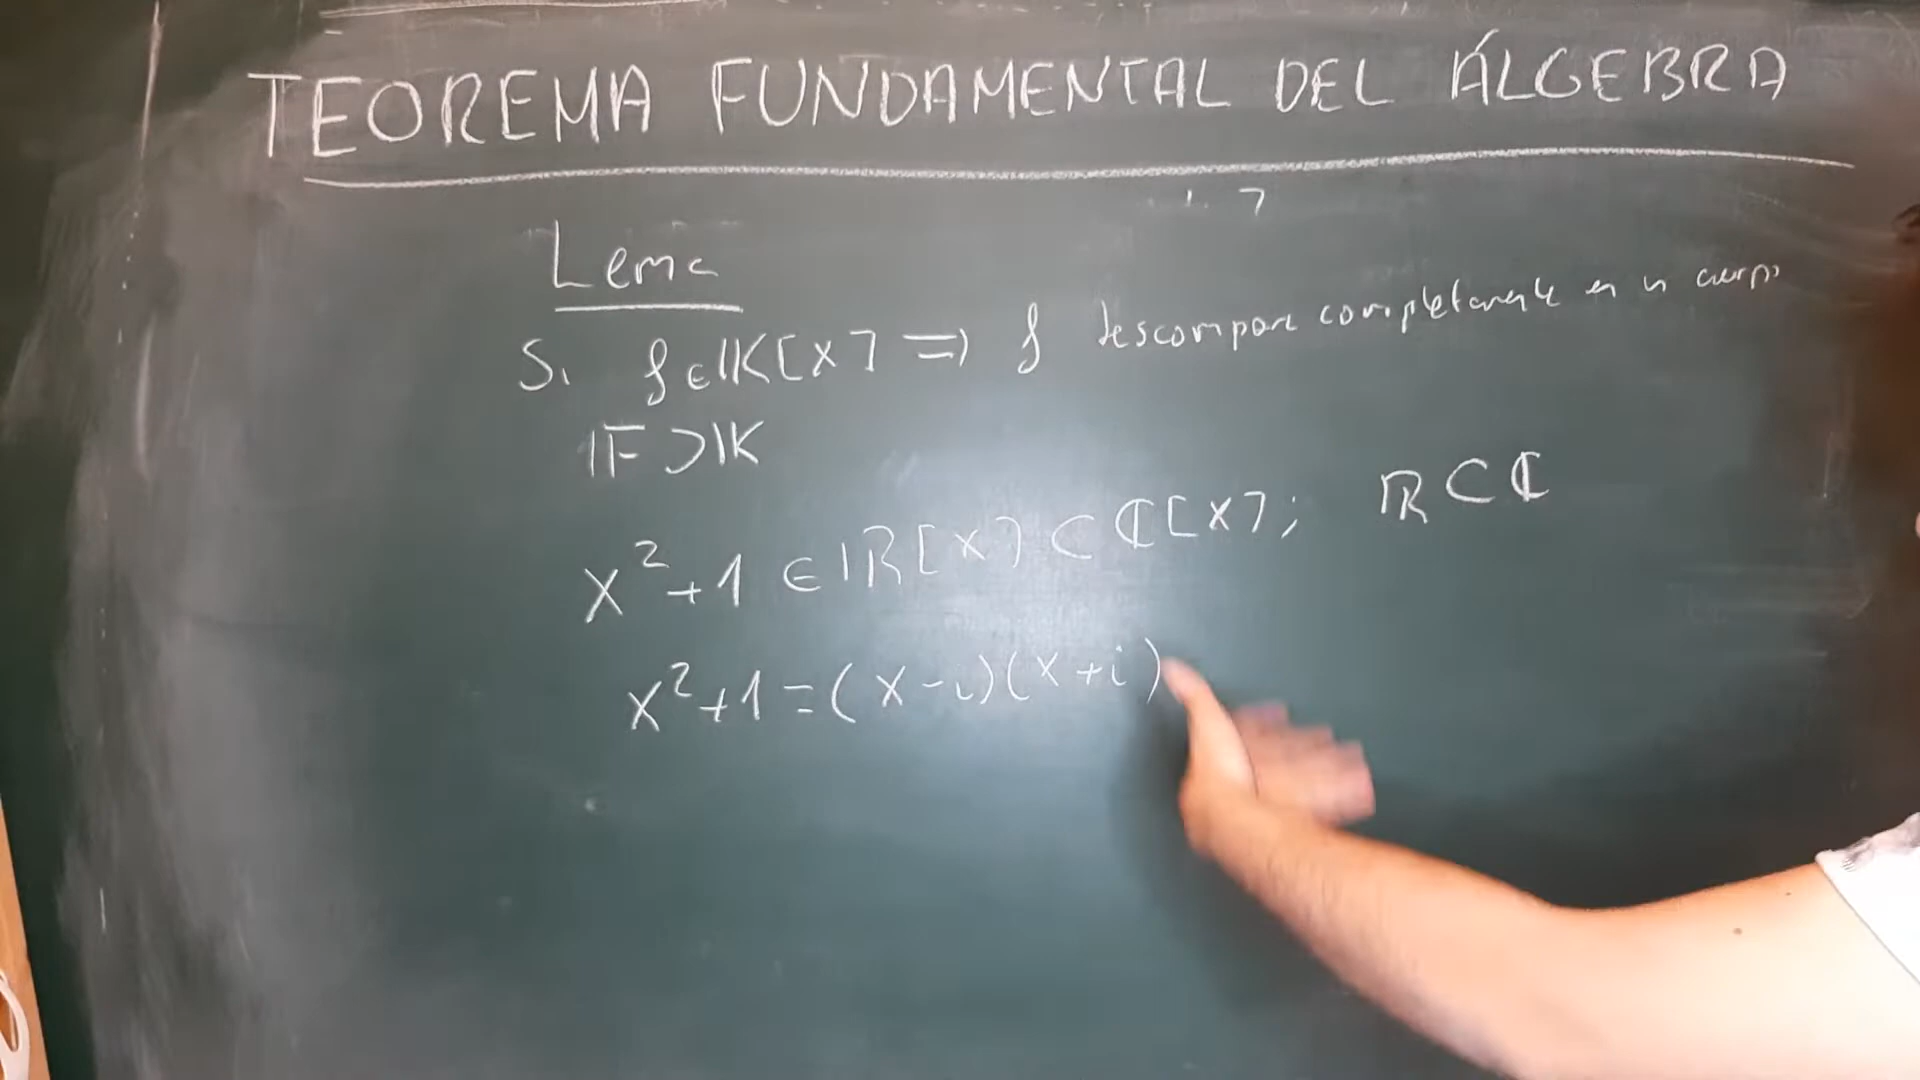 TEOREMA FUNDAMENTAL DEL ÁLGEBRA
Lema
Si f∈𝕂[x] => f descompone completamente en un cuerpo
𝔽⊃𝕂
x²+1 ∈ ℝ[x] ⊂ ℂ[x]; ℝ⊂ℂ
x²+1=(x-i)(x+i)